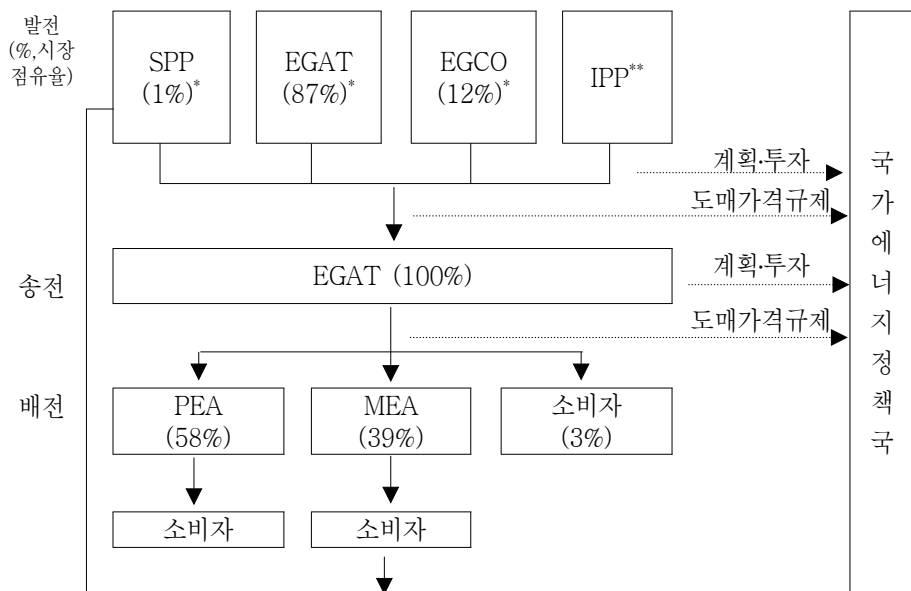 발전
(%,시장
점유율)
SPP
(1%)*
EGAT
(87%)*
EGCO
(12%)*
IPP**
계획·투자
도매가격규제
송전
EGAT (100%)
계획·투자
도매가격규제
배전
PEA
(58%)
MEA
(39%)
소비자
(3%)
소비자
소비자
국
가
에
너
지
정
책
국